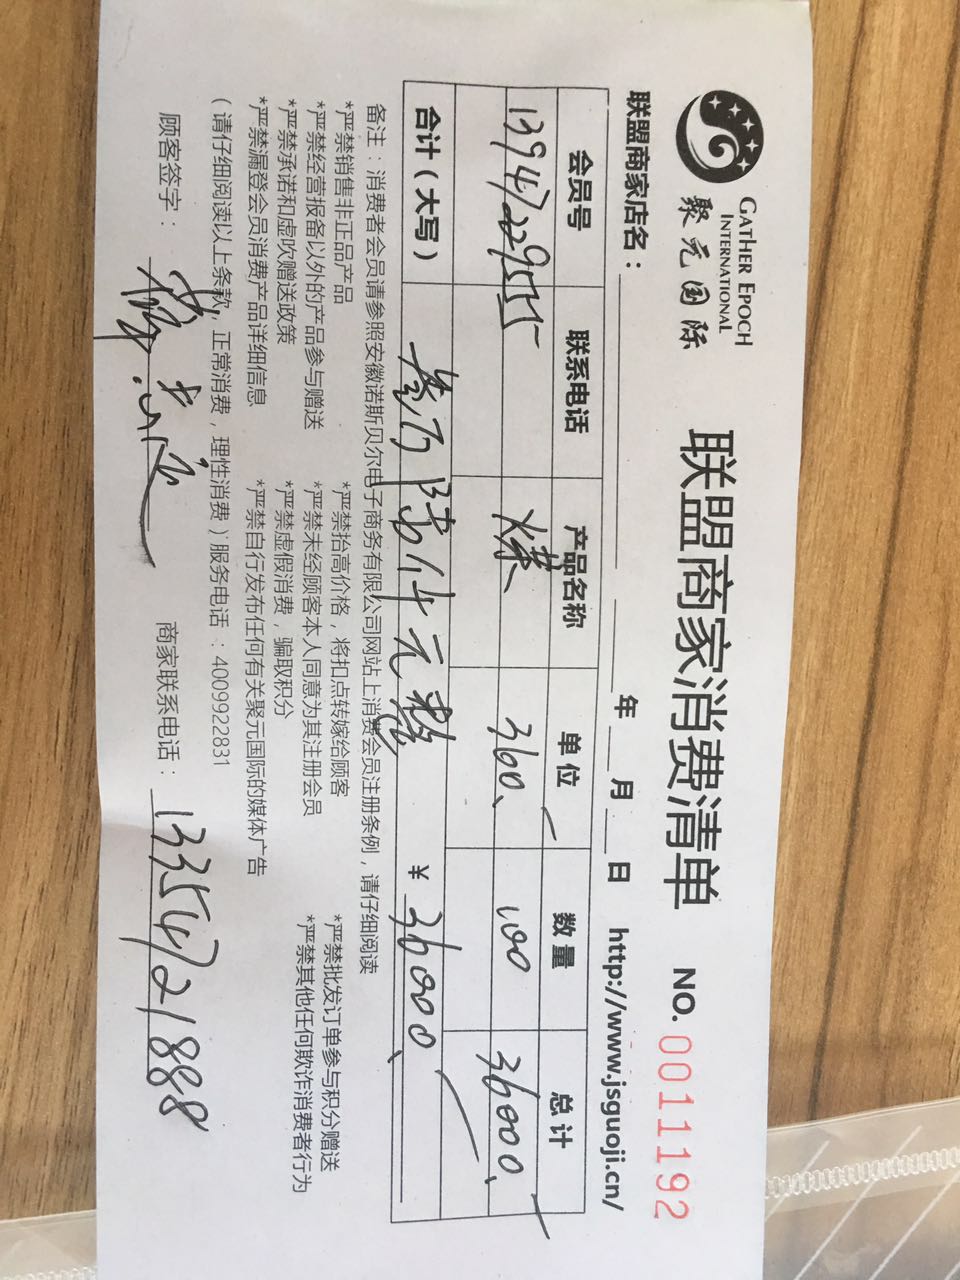 GATHER EPOCH
INTERNATIONAL
聚元国际
联盟商家消费清单 NO. 0011192
联盟商家店名： 年 月 日 http://www.jsguoji.cn/
会员号 联系电话 产品名称 单位 数量 总计
13947722955 煤 360 100 36000
合计（大写） 叁万陆仟元整 ¥ 36000
备注：消费者会员请参照安徽诺斯贝尔电子商务有限公司网站上消费会员注册条例，请仔细阅读
*严禁销售非正品产品 *严禁抬高价格，将扣点转嫁给顾客 *严禁批发订单参与积分赠送
*严禁经营报备以外的产品参与赠送 *严禁未经顾客本人同意为其注册会员 *严禁其他任何欺诈消费者行为
*严禁承诺和虚吹赠送政策 *严禁虚假消费，骗取积分
*严禁漏登会员消费产品详细信息 *严禁自行发布任何有关聚元国际的媒体广告
（请仔细阅读以上条款，正常消费，理性消费）服务电话：4009922831
顾客签字： 商家联系电话： 13354721888